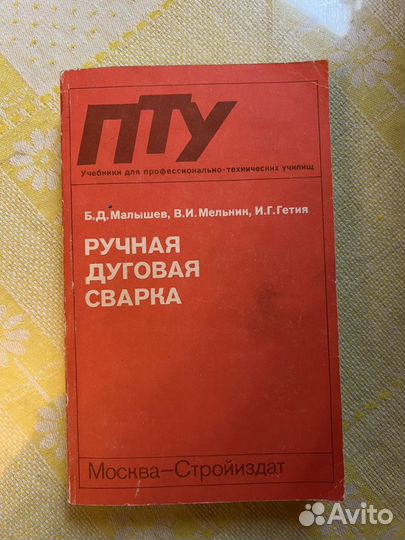 ПТУ
Учебники для профессионально-технических училищ
Б.Д.Малышев, В.И.Мельник, И.Г.Гетия
РУЧНАЯ
ДУГОВАЯ
СВАРКА
Москва–Стройиздат
Avito